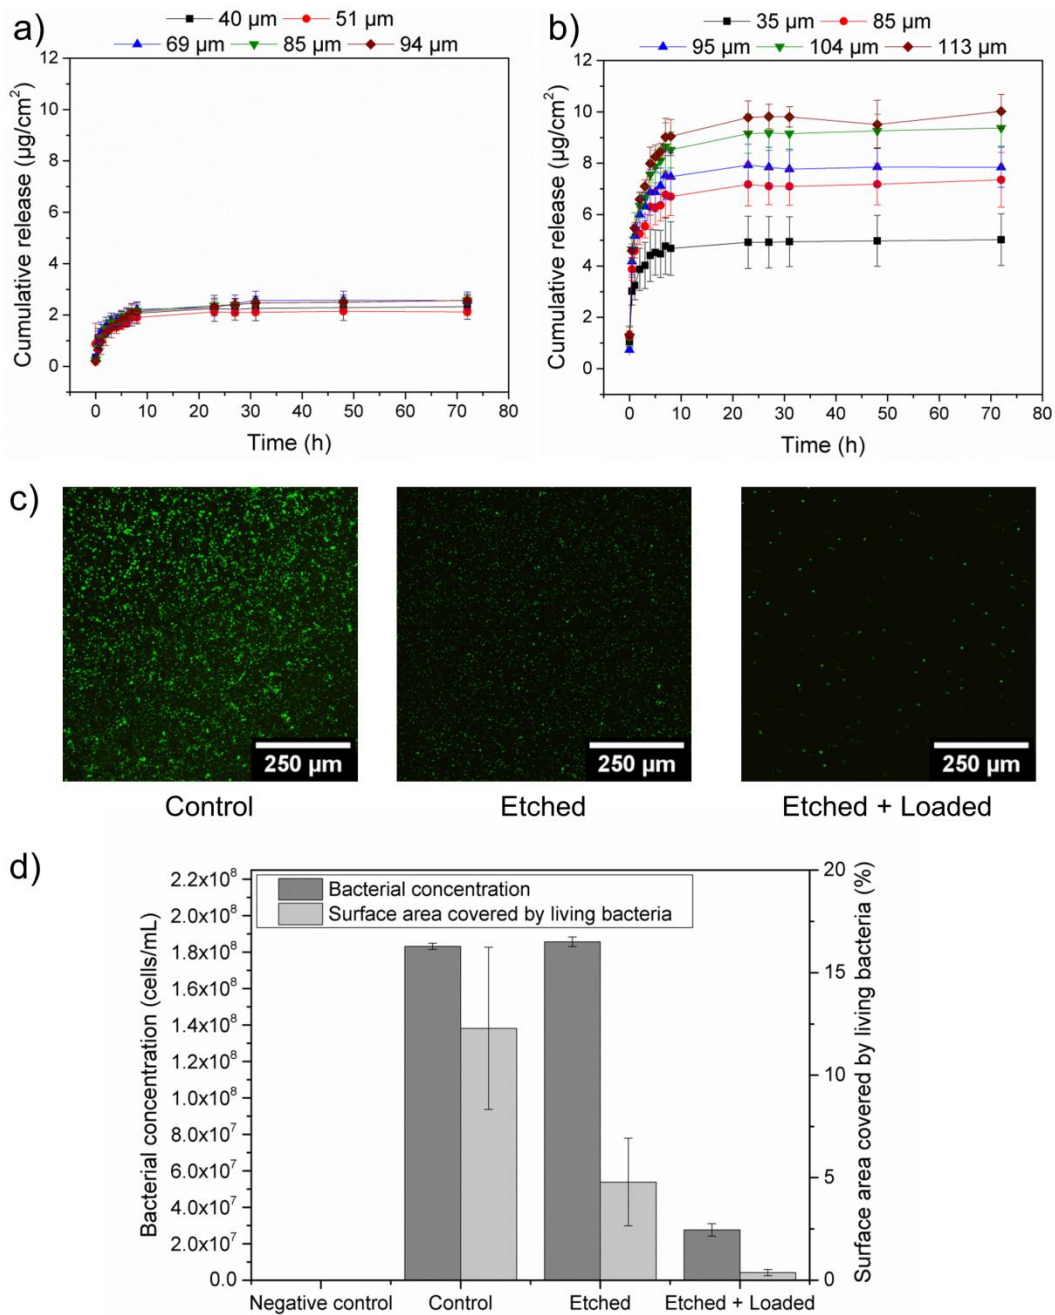 a)
40 µm 51 µm
69 µm 85 µm 94 µm
12
10
8
6
4
2
0
Cumulative release (µg/cm²)
0 10 20 30 40 50 60 70 80
Time (h)
b)
35 µm 85 µm
95 µm 104 µm 113 µm
12
10
8
6
4
2
0
Cumulative release (µg/cm²)
0 10 20 30 40 50 60 70 80
Time (h)
c)
250 µm
250 µm
250 µm
Control
Etched
Etched + Loaded
d)
Bacterial concentration
Surface area covered by living bacteria
2.2x10⁸
2.0x10⁸
1.8x10⁸
1.6x10⁸
1.4x10⁸
1.2x10⁸
1.0x10⁸
8.0x10⁷
6.0x10⁷
4.0x10⁷
2.0x10⁷
0.0
Bacterial concentration (cells/mL)
20
15
10
5
0
Surface area covered by living bacteria (%)
Negative control Control Etched Etched + Loaded